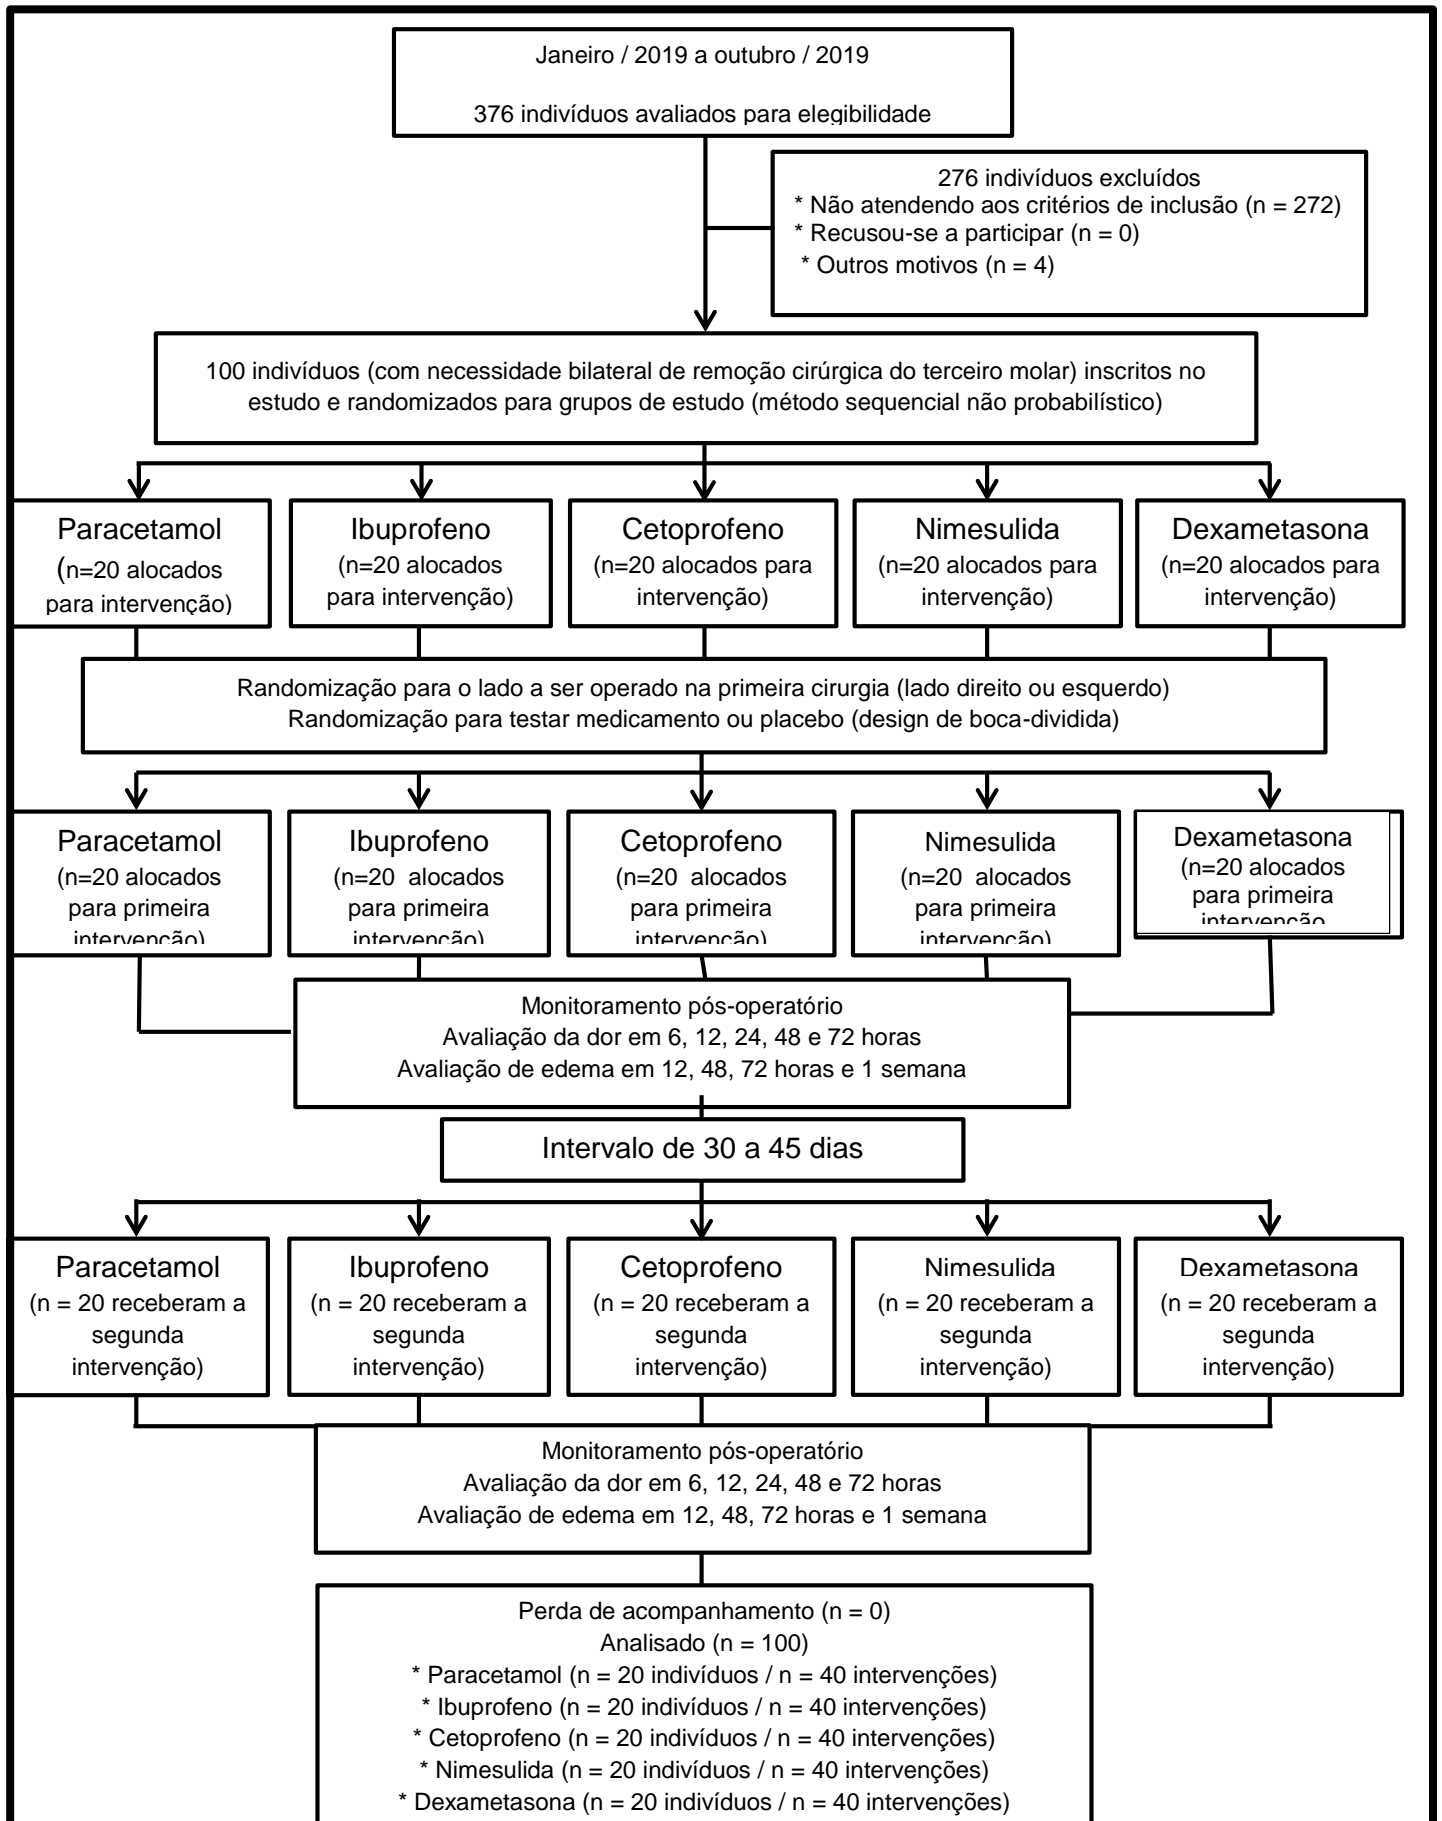 Janeiro / 2019 a outubro / 2019
376 indivíduos avaliados para elegibilidade
276 indivíduos excluídos
* Não atendendo aos critérios de inclusão (n = 272)
* Recusou-se a participar (n = 0)
* Outros motivos (n = 4)
100 indivíduos (com necessidade bilateral de remoção cirúrgica do terceiro molar) inscritos no
estudo e randomizados para grupos de estudo (método sequencial não probabilístico)
Paracetamol
(n=20 alocados
para intervenção)
Ibuprofeno
(n=20 alocados
para intervenção)
Cetoprofeno
(n=20 alocados para
intervenção)
Nimesulida
(n=20 alocados para
intervenção)
Dexametasona
(n=20 alocados para
intervenção)
Randomização para o lado a ser operado na primeira cirurgia (lado direito ou esquerdo)
Randomização para testar medicamento ou placebo (design de boca-dividida)
Paracetamol
(n=20 alocados
para primeira
intervenção)
Ibuprofeno
(n=20 alocados
para primeira
intervenção)
Cetoprofeno
(n=20 alocados
para primeira
intervenção)
Nimesulida
(n=20 alocados
para primeira
intervenção)
Dexametasona
(n=20 alocados
para primeira
intervenção
Monitoramento pós-operatório
Avaliação da dor em 6, 12, 24, 48 e 72 horas
Avaliação de edema em 12, 48, 72 horas e 1 semana
Intervalo de 30 a 45 dias
Paracetamol
(n = 20 receberam a
segunda
intervenção)
Ibuprofeno
(n = 20 receberam a
segunda
intervenção)
Cetoprofeno
(n = 20 receberam a
segunda
intervenção)
Nimesulida
(n = 20 receberam a
segunda
intervenção)
Dexametasona
(n = 20 receberam a
segunda
intervenção)
Monitoramento pós-operatório
Avaliação da dor em 6, 12, 24, 48 e 72 horas
Avaliação de edema em 12, 48, 72 horas e 1 semana
Perda de acompanhamento (n = 0)
Analisado (n = 100)
* Paracetamol (n = 20 indivíduos / n = 40 intervenções)
* Ibuprofeno (n = 20 indivíduos / n = 40 intervenções)
* Cetoprofeno (n = 20 indivíduos / n = 40 intervenções)
* Nimesulida (n = 20 indivíduos / n = 40 intervenções)
* Dexametasona (n = 20 indivíduos / n = 40 intervenções)